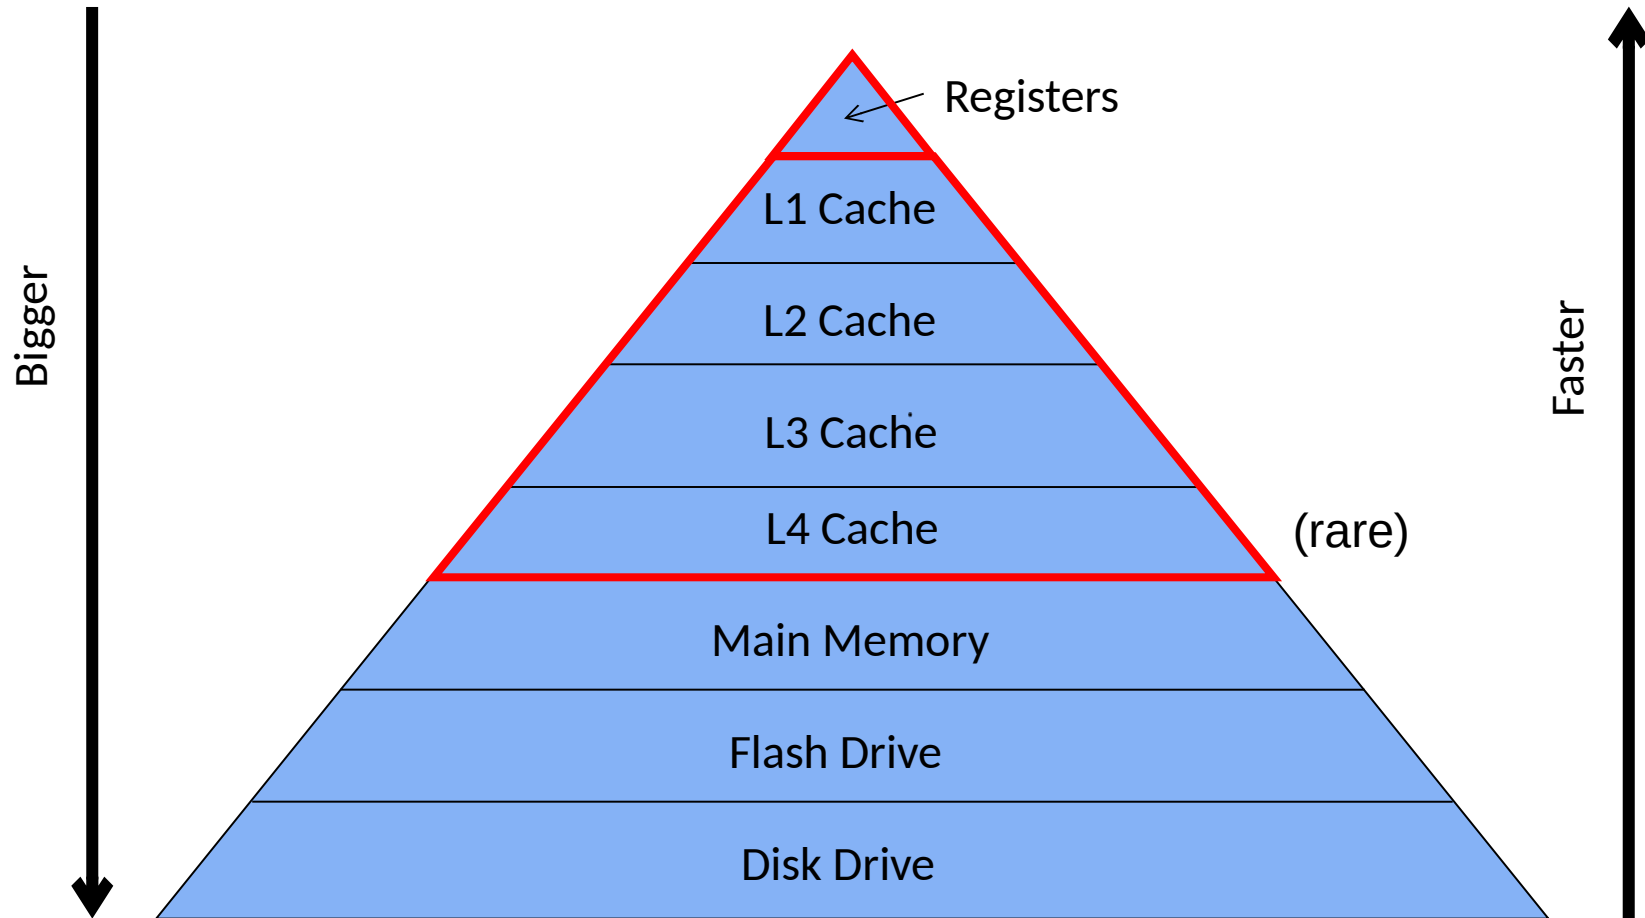 Registers
L1 Cache
L2 Cache
Bigger
Faster
L3 Cache
L4 Cache
(rare)
Main Memory
Flash Drive
Disk Drive